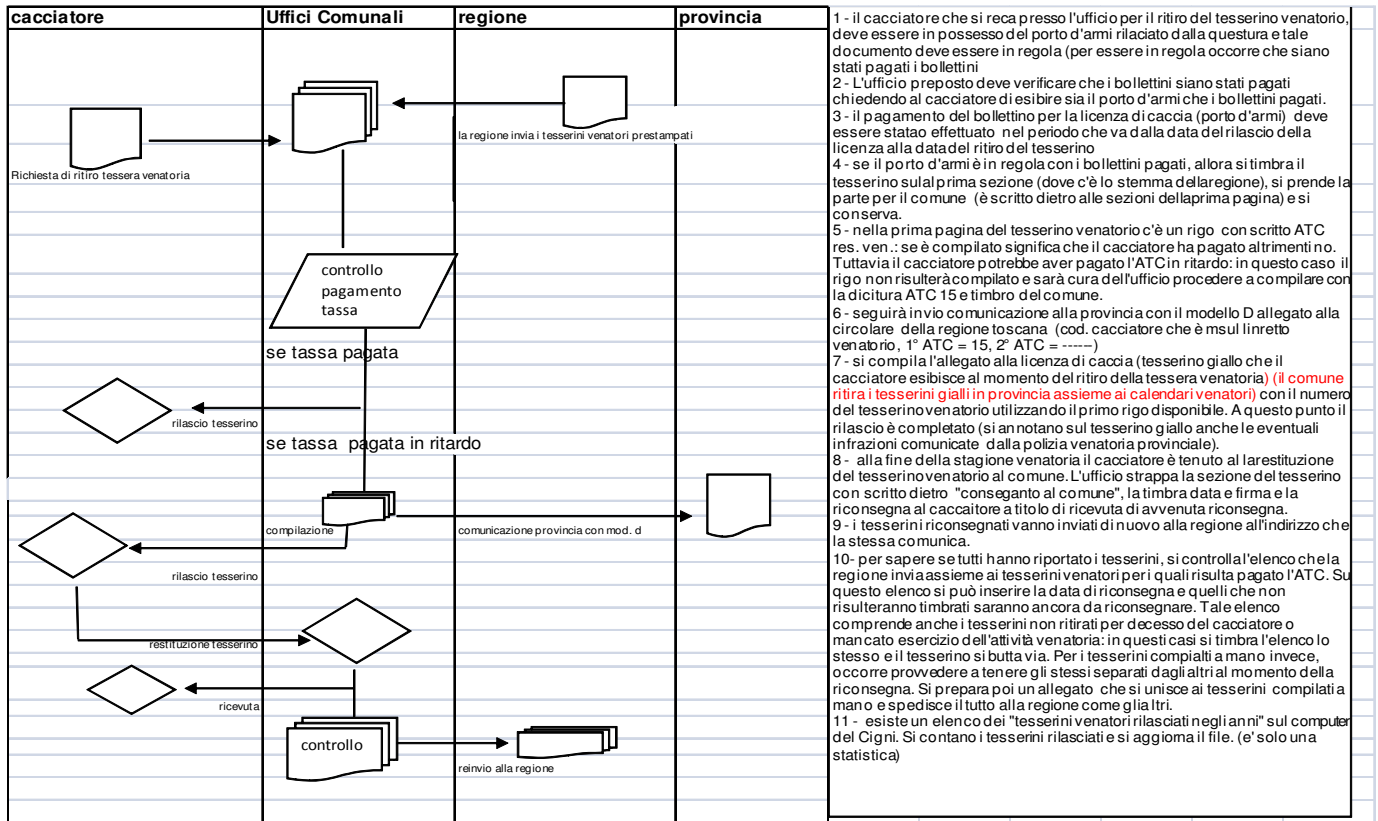 cacciatore
Uffici Comunali
regione
provincia
la regione invia i tesserini venatori prestampati
Richiesta di ritiro tessera venatoria
controllo
pagamento
tassa
se tassa pagata
rilascio tesserino
se tassa pagata in ritardo
compilazione
comunicazione provincia con mod. d
rilascio tesserino
restituzione tesserino
ricevuta
controllo
reinvio alla regione
1 - il cacciatore che si reca presso l'ufficio per il ritiro del tesserino venatorio,
deve essere in possesso del porto d'armi rilaciato dalla questura e tale
documento deve essere in regola (per essere in regola occorre che siano
stati pagati i bollettini
2 - L'ufficio preposto deve verificare che i bollettini siano stati pagati
chiedendo al cacciatore di esibire sia il porto d'armi che i bollettini pagati.
3 - il pagamento del bollettino per la licenza di caccia (porto d'armi) deve
essere statao effettuato nel periodo che va dalla data del rilascio della
licenza alla data del ritiro del tesserino
4 - se il porto d'armi è in regola con i bollettini pagati, allora si timbra il
tesserino sulal prima sezione (dove c'è lo stemma dellaregione), si prende la
parte per il comune (è scritto dietro alle sezioni dellaprima pagina) e si
conserva.
5 - nella prima pagina del tesserino venatorio c'è un rigo con scritto ATC
res. ven.: se è compilato significa che il cacciatore ha pagato altrimenti no.
Tuttavia il cacciatore potrebbe aver pagato l'ATC in ritardo: in questo caso il
rigo non risulterà compilato e sarà cura dell'ufficio procedere a compilare con
la dicitura ATC 15 e timbro del comune.
6 - seguirà invio comunicazione alla provincia con il modello D allegato alla
circolare della regione toscana (cod. cacciatore che è msul linretto
venatorio, 1° ATC = 15, 2° ATC = ------)
7 - si compila l'allegato alla licenza di caccia (tesserino giallo che il
cacciatore esibisce al momento del ritiro della tessera venatoria) (il comune
ritira i tesserini gialli in provincia assieme ai calendari venatori) con il numero
del tesserino venatorio utilizzando il primo rigo disponibile. A questo punto il
rilascio è completato (si annotano sul tesserino giallo anche le eventuali
infrazioni comunicate dalla polizia venatoria provinciale).
8 - alla fine della stagione venatoria il cacciatore è tenuto al larestituzione
del tesserino venatorio al comune. L'ufficio strappa la sezione del tesserino
con scritto dietro "conseganto al comune", la timbra data e firma e la
riconsegna al caccaitore a titolo di ricevuta di avvenuta riconsegna.
9 - i tesserini riconsegnati vanno inviati di nuovo alla regione all'indirizzo che
la stessa comunica.
10- per sapere se tutti hanno riportato i tesserini, si controlla l'elenco che la
regione invia assieme ai tesserini venatori per i quali risulta pagato l'ATC. Su
questo elenco si può inserire la data di riconsegna e quelli che non
risulteranno timbrati saranno ancora da riconsegnare. Tale elenco
comprende anche i tesserini non ritirati per decesso del cacciatore o
mancato esercizio dell'attività venatoria: in questi casi si timbra l'elenco lo
stesso e il tesserino si butta via. Per i tesserini compialti a mano invece,
occorre provvedere a tenere gli stessi separati dagli altri al momento della
riconsegna. Si prepara poi un allegato che si unisce ai tesserini compilati a
mano e spedisce il tutto alla regione come gli altri.
11 - esiste un elenco dei "tesserini venatori rilasciati negli anni" sul computer
del Cigni. Si contano i tesserini rilasciati e si aggiorna il file. (e' solo una
statistica)